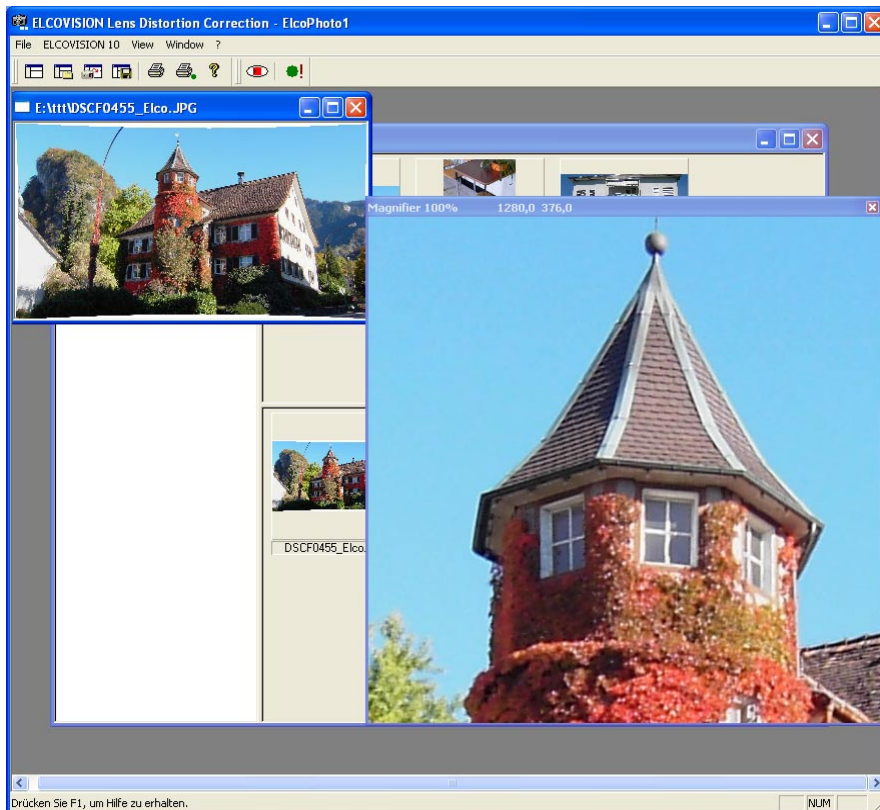 ELCOVISION Lens Distortion Correction - ElcoPhoto1
File ELCOVISION 10 View Window ?
E:\ttt\DSCF0455_Elco.JPG
Magnifier 100% 1280,0 376,0
DSCF0455_Elco.
Drücken Sie F1, um Hilfe zu erhalten.
NUM